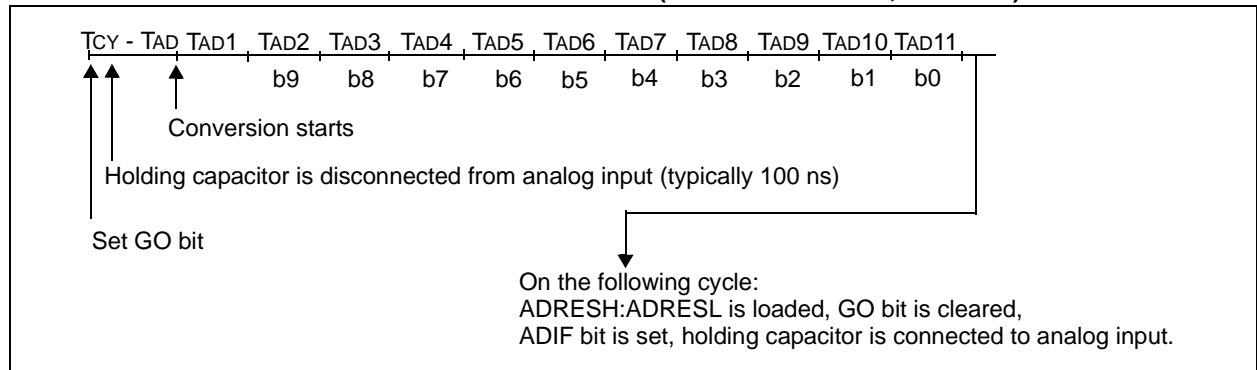 TCY - TAD TAD1 TAD2 TAD3 TAD4 TAD5 TAD6 TAD7 TAD8 TAD9 TAD10 TAD11
b9 b8 b7 b6 b5 b4 b3 b2 b1 b0
Conversion starts
Holding capacitor is disconnected from analog input (typically 100 ns)
Set GO bit
On the following cycle:
ADRESH:ADRESL is loaded, GO bit is cleared,
ADIF bit is set, holding capacitor is connected to analog input.